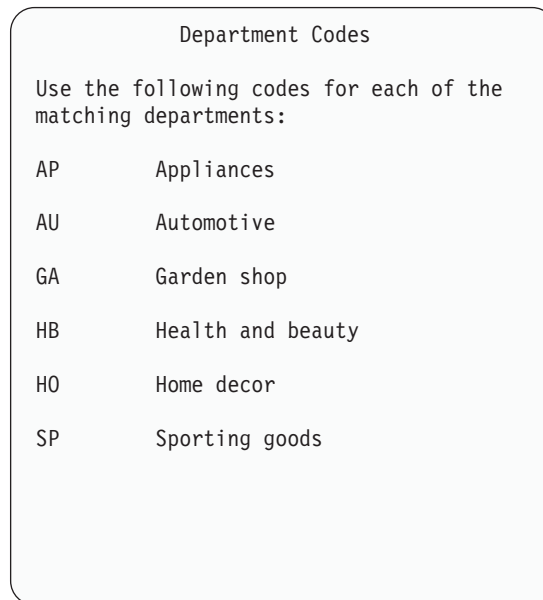 Department Codes
Use the following codes for each of the
matching departments:
AP Appliances
AU Automotive
GA Garden shop
HB Health and beauty
HO Home decor
SP Sporting goods